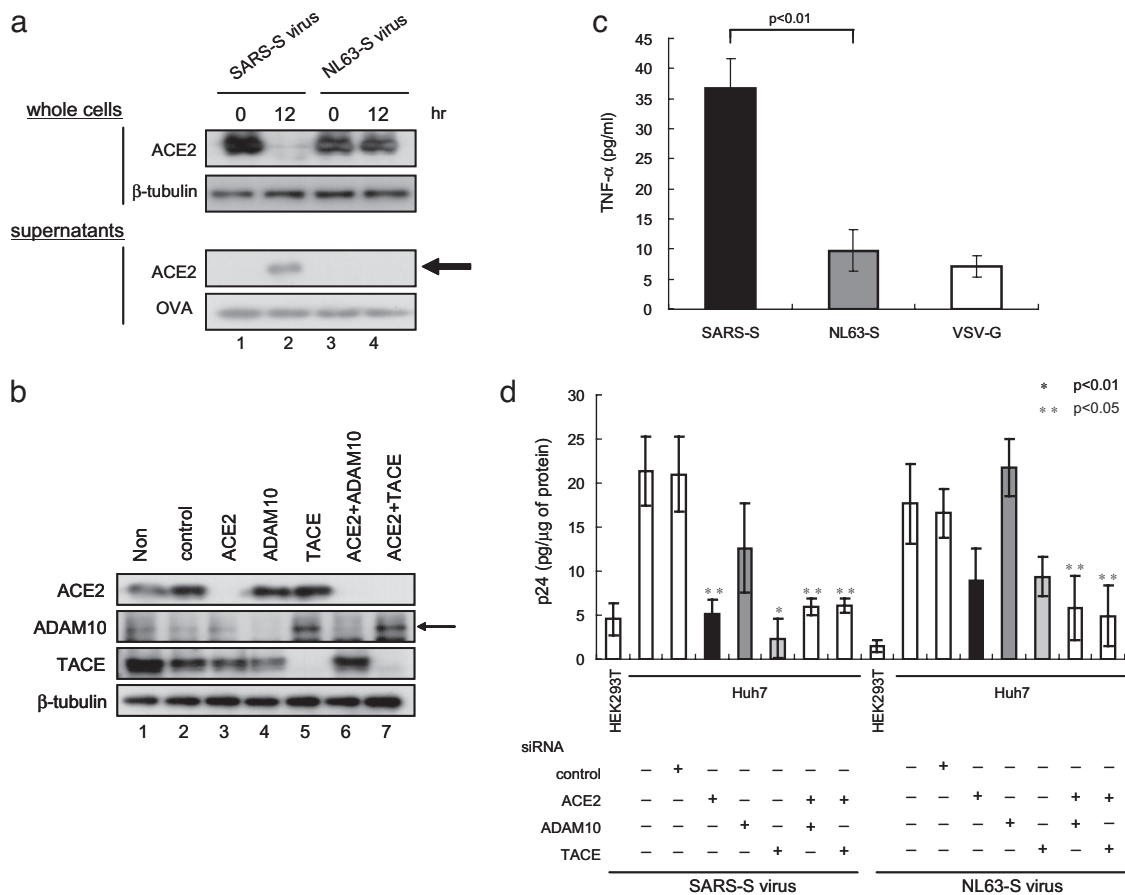 a
SARS-S virus
NL63-S virus
whole cells
0 12 0 12 hr
ACE2
β-tubulin
supernatants
ACE2
OVA
1 2 3 4
b
Non
control
ACE2
ADAM10
TACE
ACE2+ADAM10
ACE2+TACE
ACE2
ADAM10
TACE
β-tubulin
1 2 3 4 5 6 7
c
p<0.01
TNF-α (pg/ml)
45
40
35
30
25
20
15
10
5
0
SARS-S NL63-S VSV-G
d
* p<0.01
** p<0.05
p24 (pg/μg of protein)
30
25
20
15
10
5
0
** * ** ** ** **
HEK293T
Huh7
HEK293T
Huh7
siRNA
control – + – – – – – – + – – – – –
ACE2 – – + – – + + – – + – – + +
ADAM10 – – – + – + – – – – + – + –
TACE – – – – + – + – – – – + – +
SARS-S virus NL63-S virus